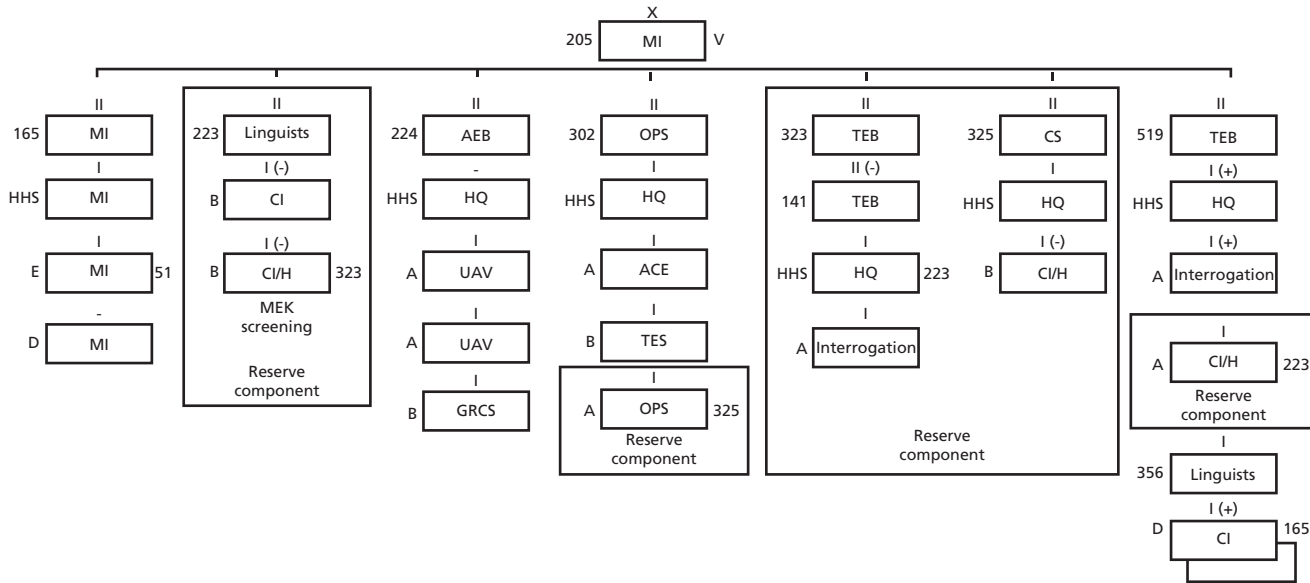 X
205 MI V
II
165 MI
I
HHS MI
I
E MI 51
-
D MI
II
223 Linguists
I (-)
B CI
I (-)
B CI/H 323
MEK
screening
Reserve
component
II
224 AEB
-
HHS HQ
I
A UAV
I
A UAV
I
B GRCS
II
302 OPS
I
HHS HQ
I
A ACE
I
B TES
I
A OPS 325
Reserve
component
II
323 TEB
II (-)
141 TEB
I
HHS HQ 223
I
A Interrogation
II
325 CS
I
HHS HQ
I (-)
B CI/H
Reserve
component
II
519 TEB
I (+)
HHS HQ
I (+)
A Interrogation
I
A CI/H 223
Reserve
component
I
356 Linguists
I (+)
D CI 165